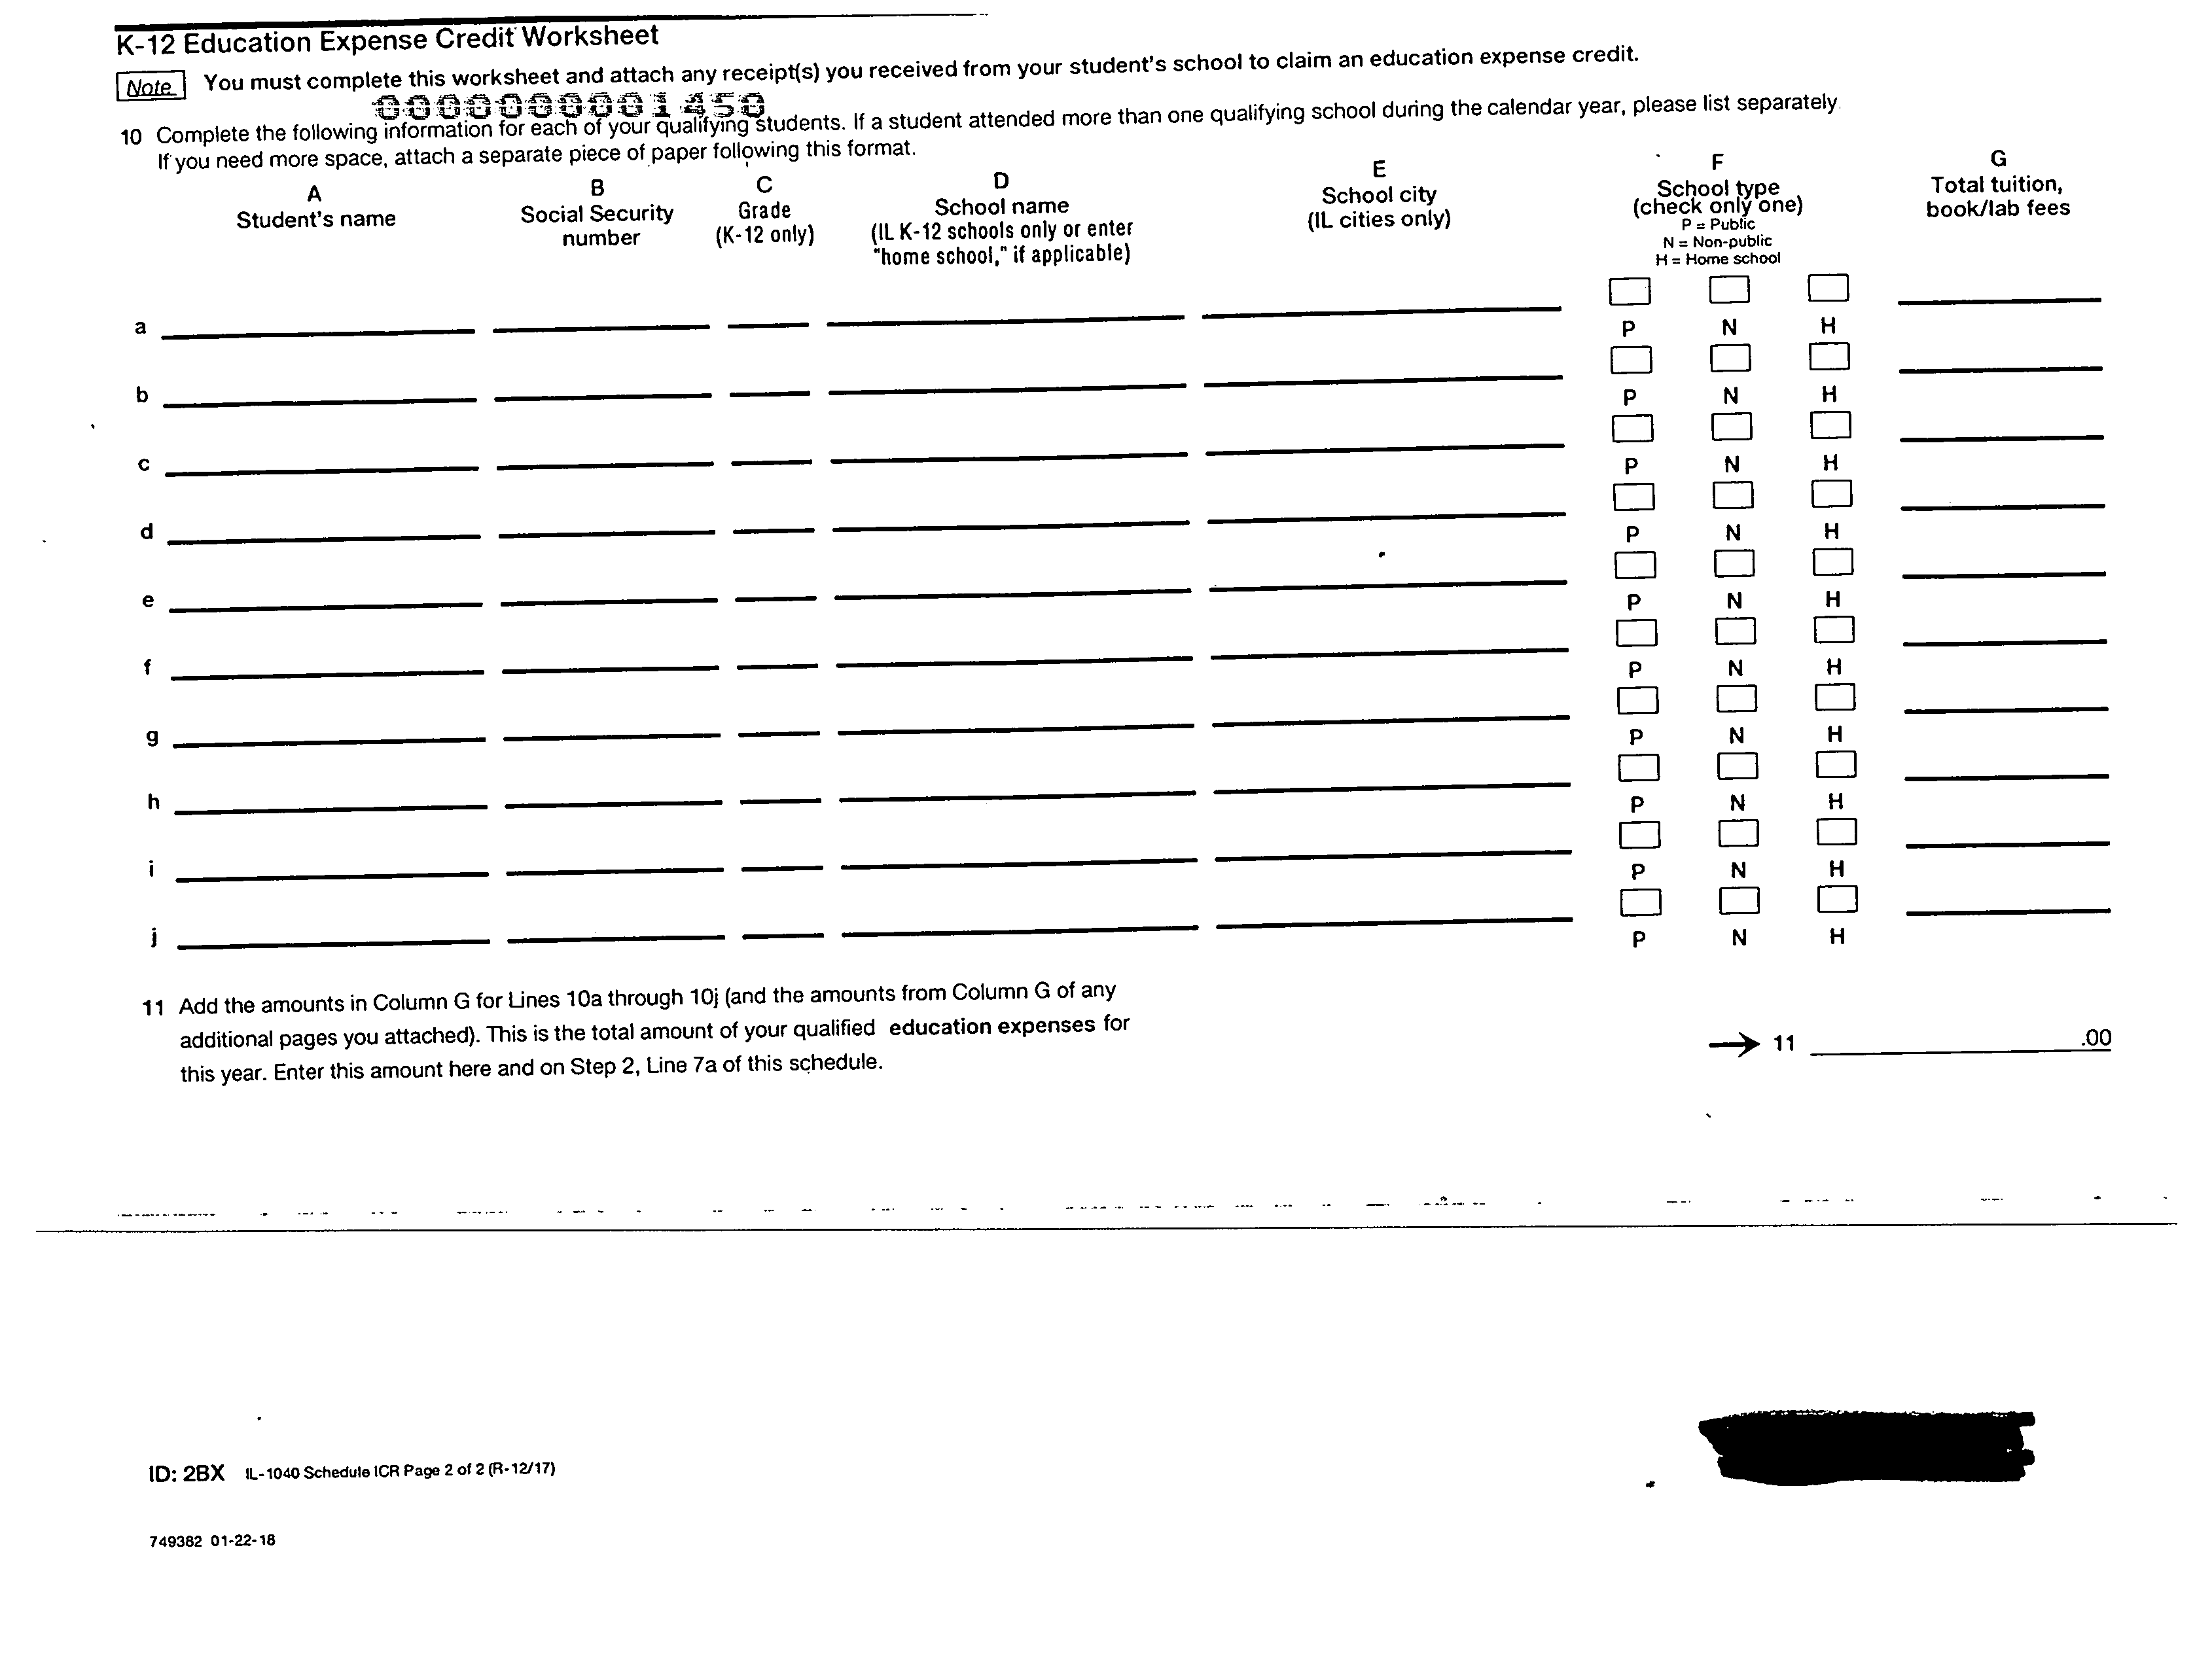 K-12 Education Expense Credit Worksheet
Note You must complete this worksheet and attach any receipt(s) you received from your student's school to claim an education expense credit.
0000000001450
10 Complete the following information for each of your qualifying students. If a student attended more than one qualifying school during the calendar year, please list separately.
If you need more space, attach a separate piece of paper following this format.
A B C D E F G
Student's name Social Security number Grade (K-12 only) School name (IL K-12 schools only or enter "home school," if applicable) School city (IL cities only) School type (check only one) Total tuition, book/lab fees
P = Public
N = Non-public
H = Home school
a P N H
b P N H
c P N H
d P N H
e P N H
f P N H
g P N H
h P N H
i P N H
j P N H
11 Add the amounts in Column G for Lines 10a through 10j (and the amounts from Column G of any
additional pages you attached). This is the total amount of your qualified education expenses for
this year. Enter this amount here and on Step 2, Line 7a of this schedule.
→ 11 .00
ID: 2BX IL-1040 Schedule ICR Page 2 of 2 (R-12/17)
749382 01-22-18